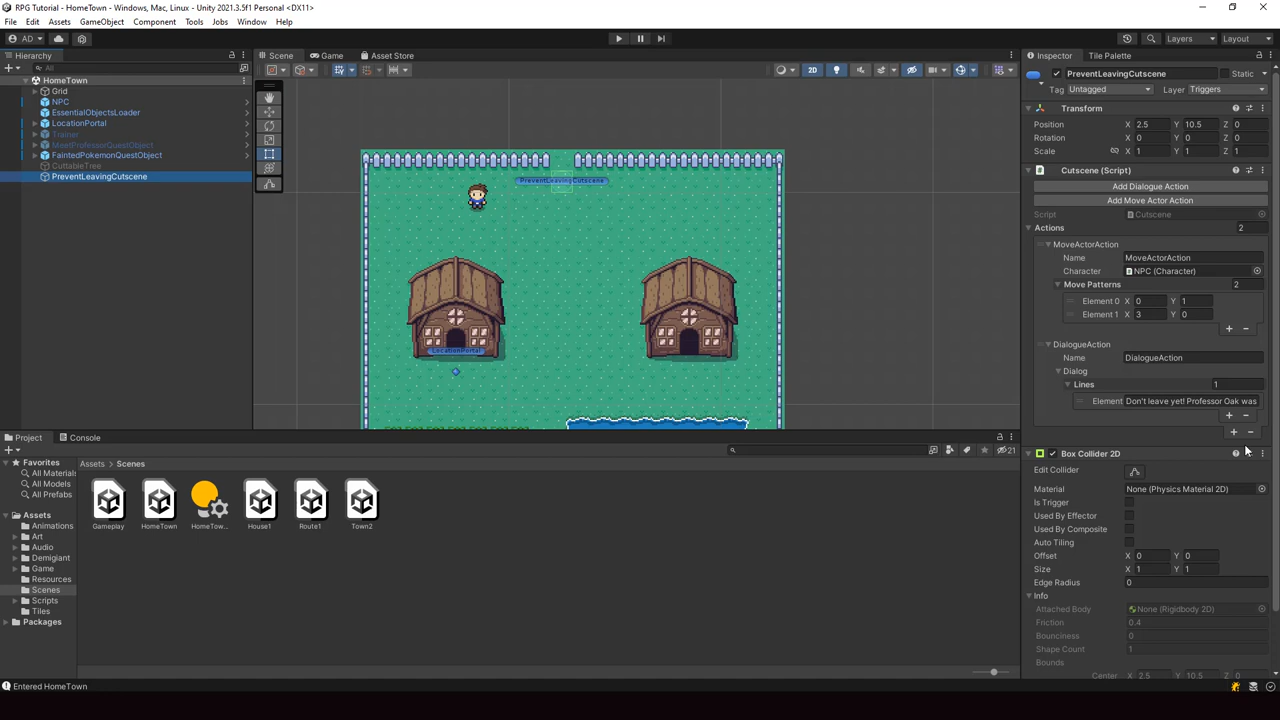 RPG Tutorial - HomeTown - Windows, Mac, Linux - Unity 2021.3.5f1 Personal <DX11>
File Edit Assets GameObject Component Tools Jobs Window Help
AD Layers Layout
Hierarchy Scene Game Asset Store Inspector Tile Palette
All
2D
HomeTown
Grid
NPC
EssentialObjectsLoader
LocationPortal
Trainer
MeetProfessorQuestObject
FaintedPokemonQuestObject
CuttableTree
PreventLeavingCutscene
PreventLeavingCutscene
LocationPortal
PreventLeavingCutscene Static
Tag Untagged Layer Triggers
Transform
Position X 2.5 Y 10.5 Z 0
Rotation X 0 Y 0 Z 0
Scale X 1 Y 1 Z 1
Cutscene (Script)
Add Dialogue Action
Add Move Actor Action
Script Cutscene
Actions 2
MoveActorAction
Name MoveActorAction
Character NPC (Character)
Move Patterns 2
Element 0 X 0 Y 1
Element 1 X 3 Y 0
DialogueAction
Name DialogueAction
Dialog
Lines 1
Element Don't leave yet! Professor Oak was
Box Collider 2D
Edit Collider
Material None (Physics Material 2D)
Is Trigger
Used By Effector
Used By Composite
Auto Tiling
Offset X 0 Y 0
Size X 1 Y 1
Edge Radius 0
Info
Attached Body None (Rigidbody 2D)
Friction 0.4
Bounciness 0
Shape Count 1
Bounds
Center X 2.5 Y 10.5 Z 0
Project Console
21
Favorites
All Materials
All Models
All Prefabs
Assets
Animations
Art
Audio
Demigiant
Game
Resources
Scenes
Scripts
Tiles
Packages
Assets Scenes
Gameplay HomeTown HomeTow... House1 Route1 Town2
Entered HomeTown